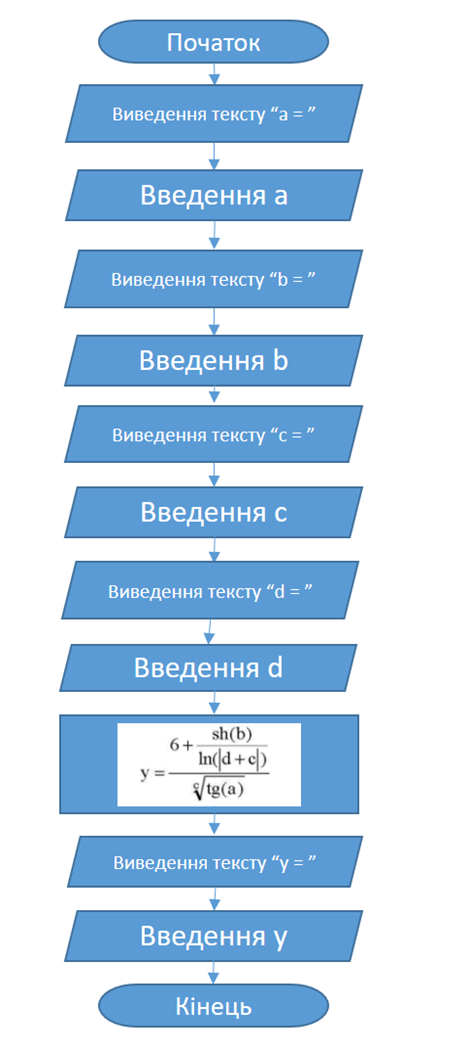 Початок
Виведення тексту “a = ”
Введення a
Виведення тексту “b = ”
Введення b
Виведення тексту “c = ”
Введення c
Виведення тексту “d = ”
Введення d
y = (6 + sh(b) / ln(|d + c|)) / ᶜ√tg(a)
Виведення тексту “y = ”
Введення y
Кінець